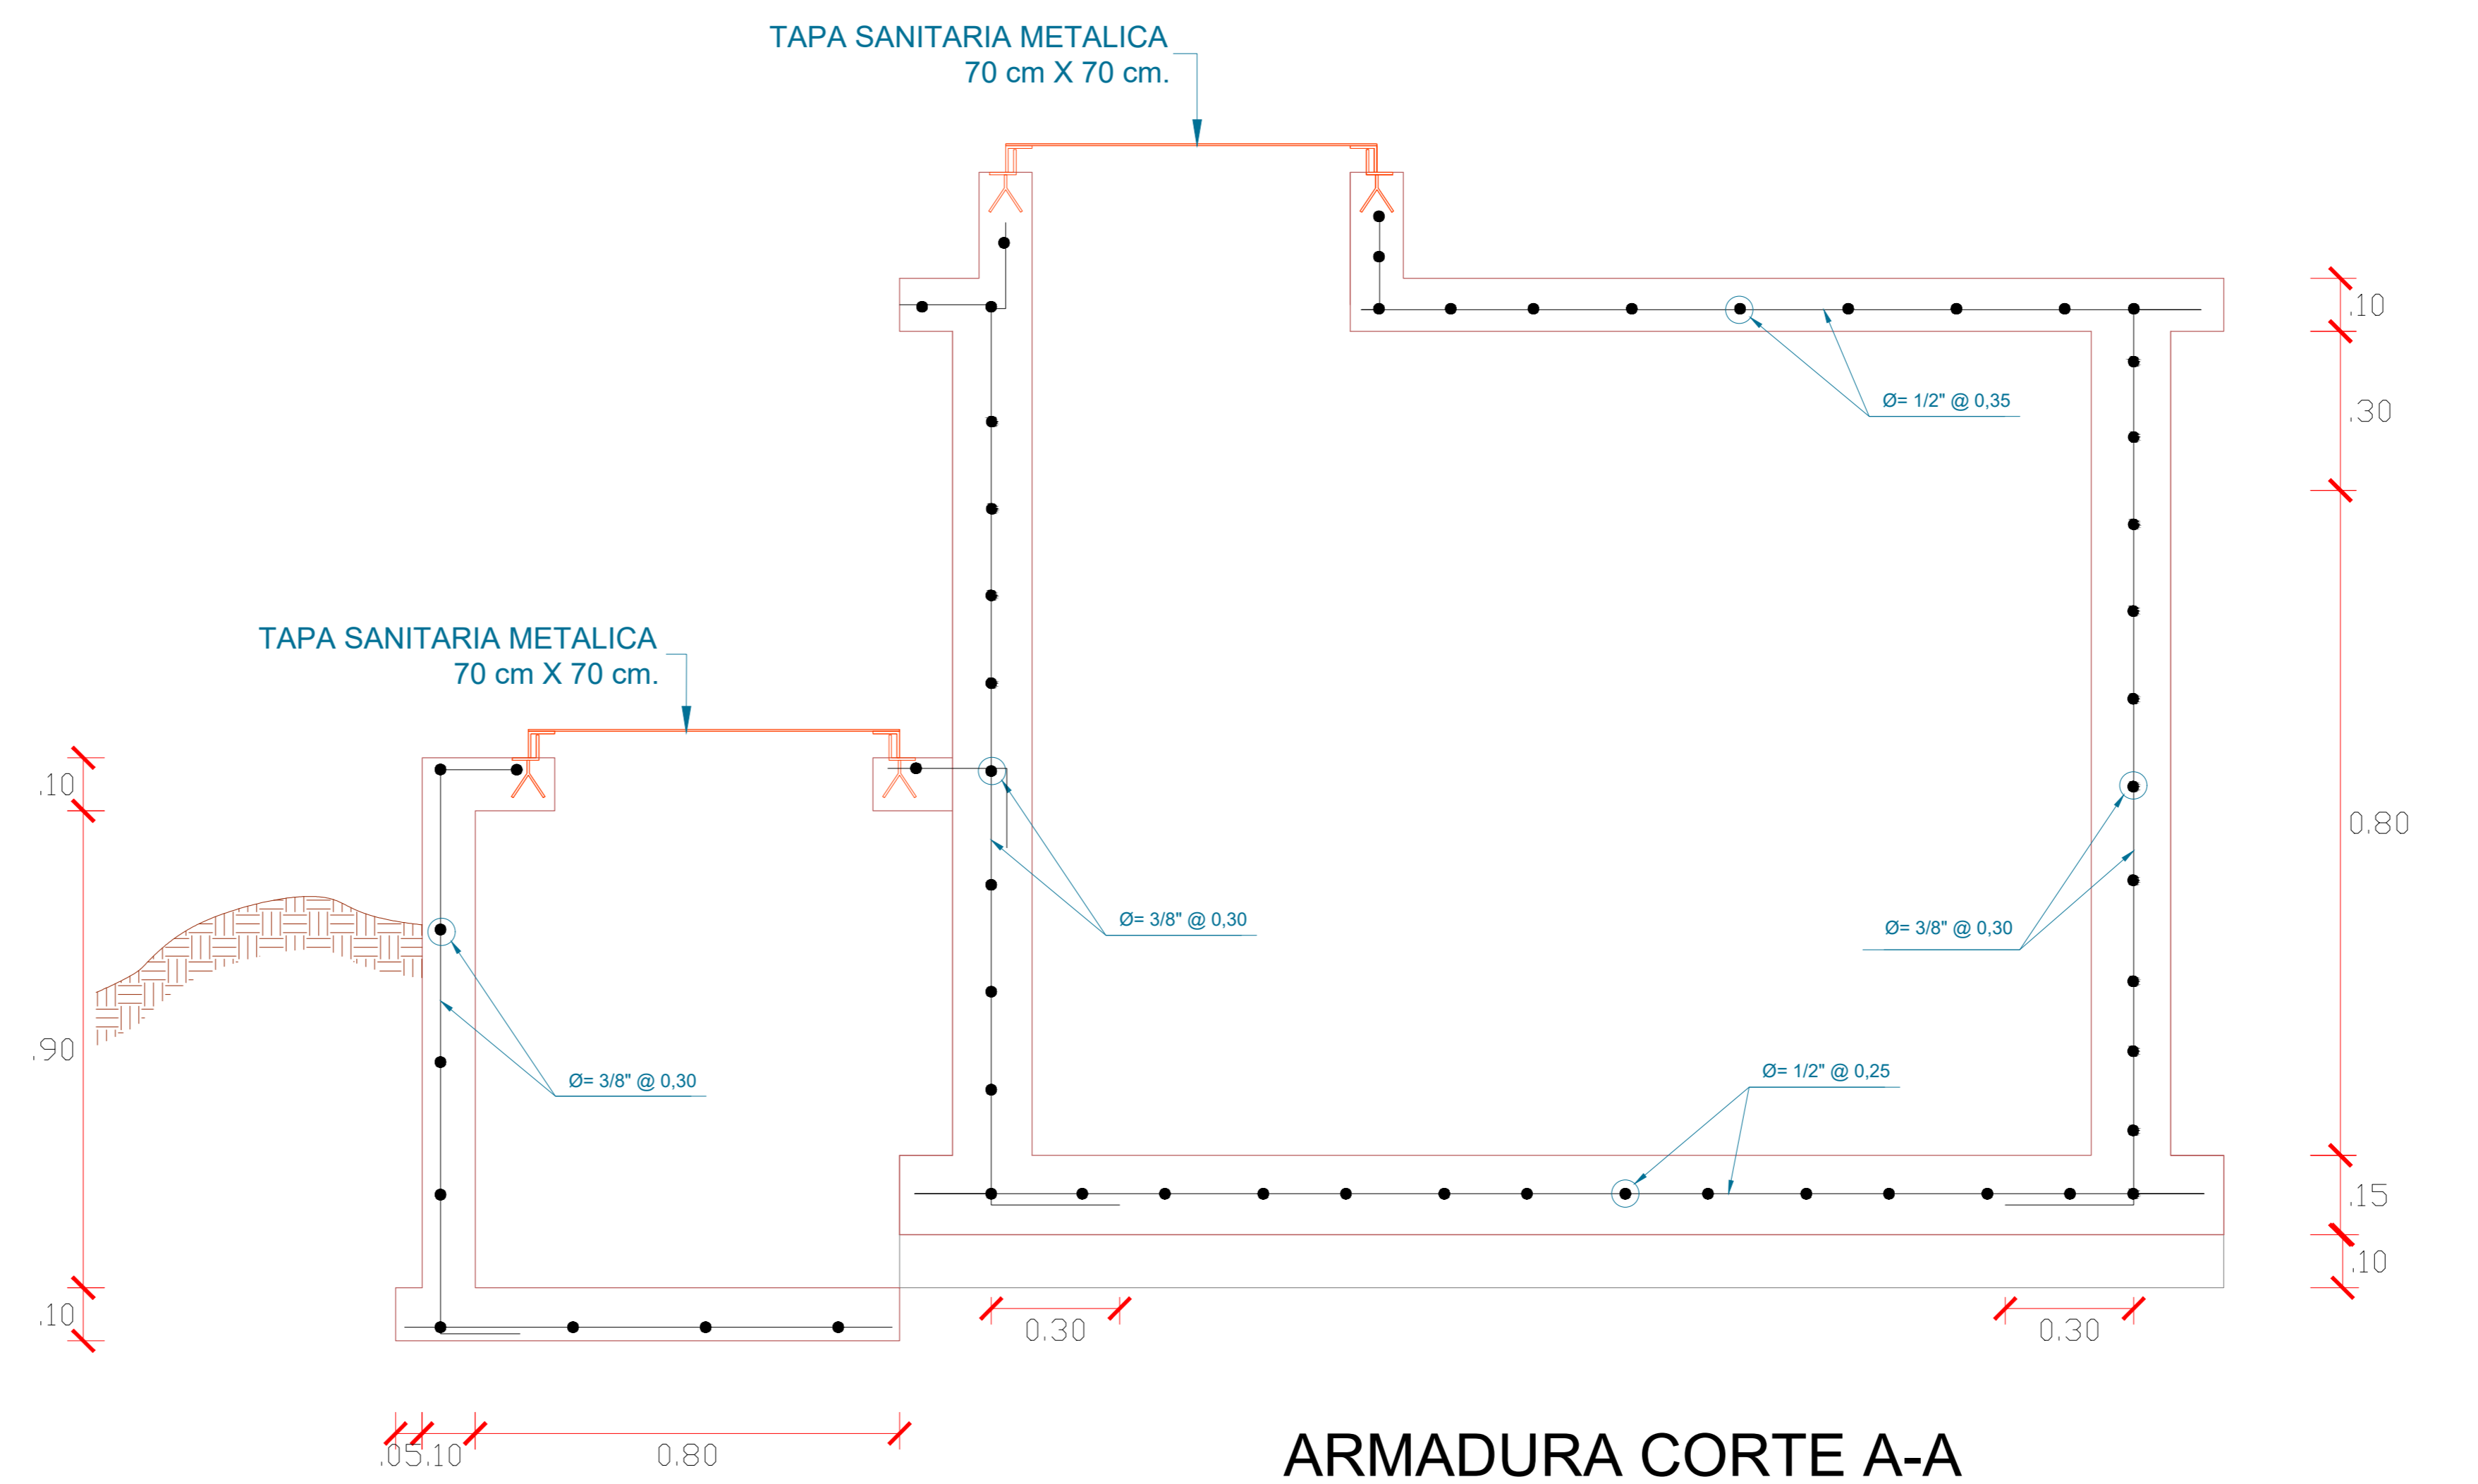 TAPA SANITARIA METALICA
70 cm X 70 cm.
.10
Ø= 1/2" @ 0,35
.30
TAPA SANITARIA METALICA
70 cm X 70 cm.
.10
0.80
Ø= 3/8" @ 0,30
Ø= 3/8" @ 0,30
.90
Ø= 3/8" @ 0,30
Ø= 1/2" @ 0,25
.15
.10
.10
0.30
0.30
.05
.10
0.80
ARMADURA CORTE A-A